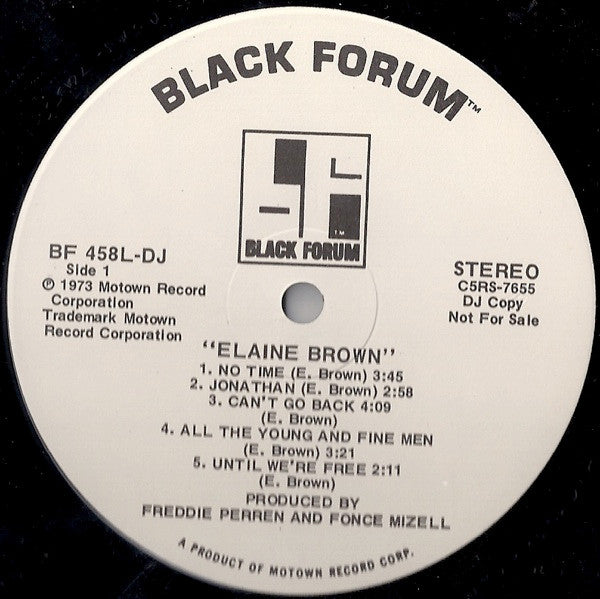 BLACK FORUM™
TM
BLACK FORUM
BF 458L-DJ
Side 1
℗ 1973 Motown Record
Corporation
Trademark Motown
Record Corporation
STEREO
C5RS-7655
DJ Copy
Not For Sale
"ELAINE BROWN"
1. NO TIME (E. Brown) 3:45
2. JONATHAN (E. Brown) 2:58
3. CAN'T GO BACK 4:09
(E. Brown)
4. ALL THE YOUNG AND FINE MEN
(E. Brown) 3:21
5. UNTIL WE'RE FREE 2:11
(E. Brown)
PRODUCED BY
FREDDIE PERREN AND FONCE MIZELL
A PRODUCT OF MOTOWN RECORD CORP.